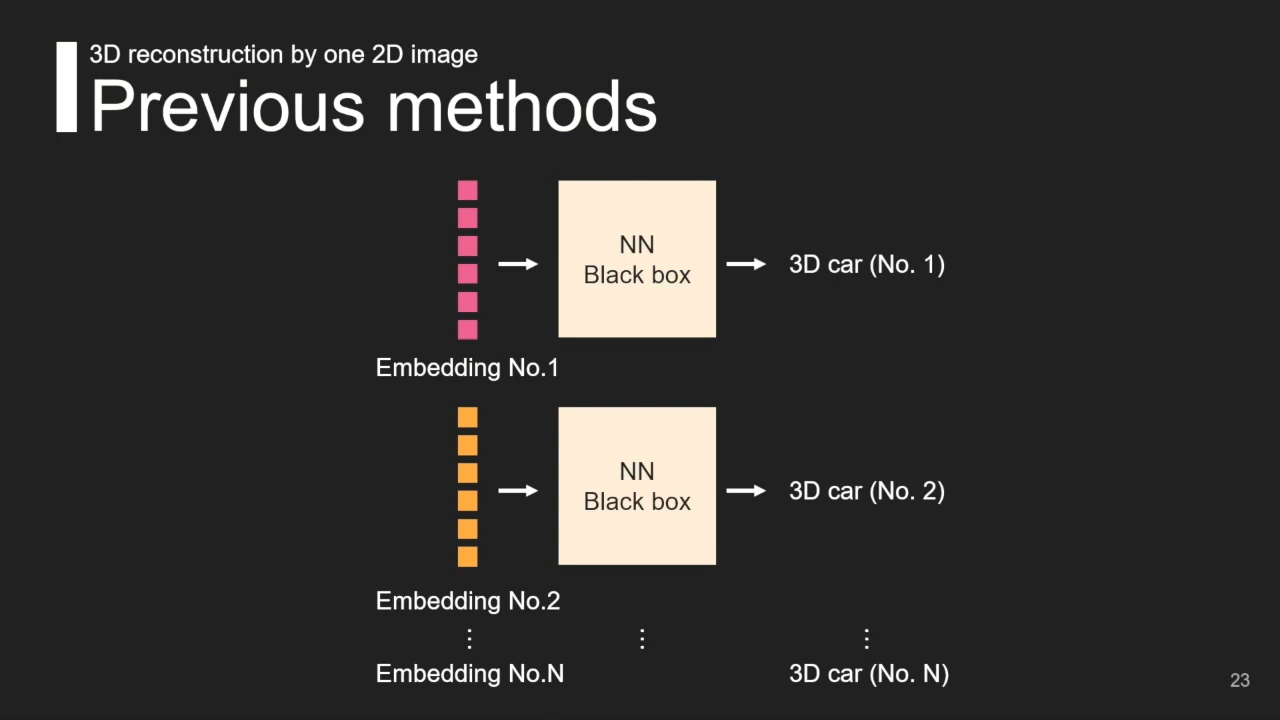 3D reconstruction by one 2D image
Previous methods
NN
Black box
3D car (No. 1)
Embedding No.1
NN
Black box
3D car (No. 2)
Embedding No.2
⋮ ⋮ ⋮
Embedding No.N 3D car (No. N)
23